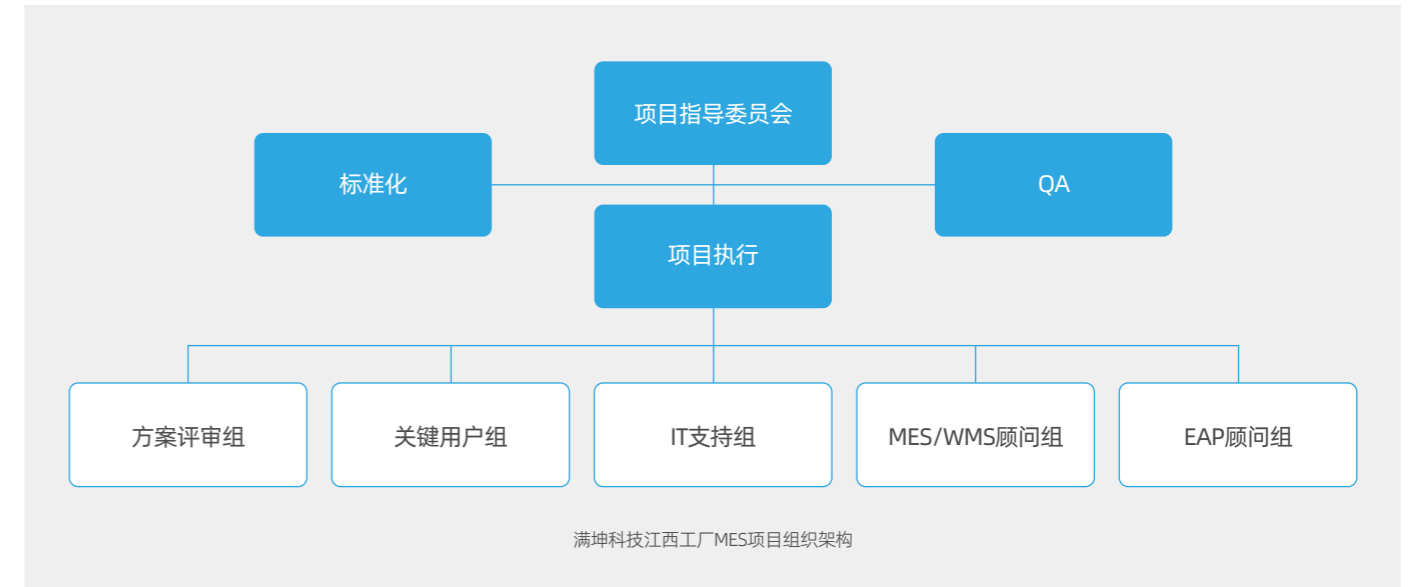 项目指导委员会
标准化
QA
项目执行
方案评审组
关键用户组
IT支持组
MES/WMS顾问组
EAP顾问组
满坤科技江西工厂MES项目组织架构